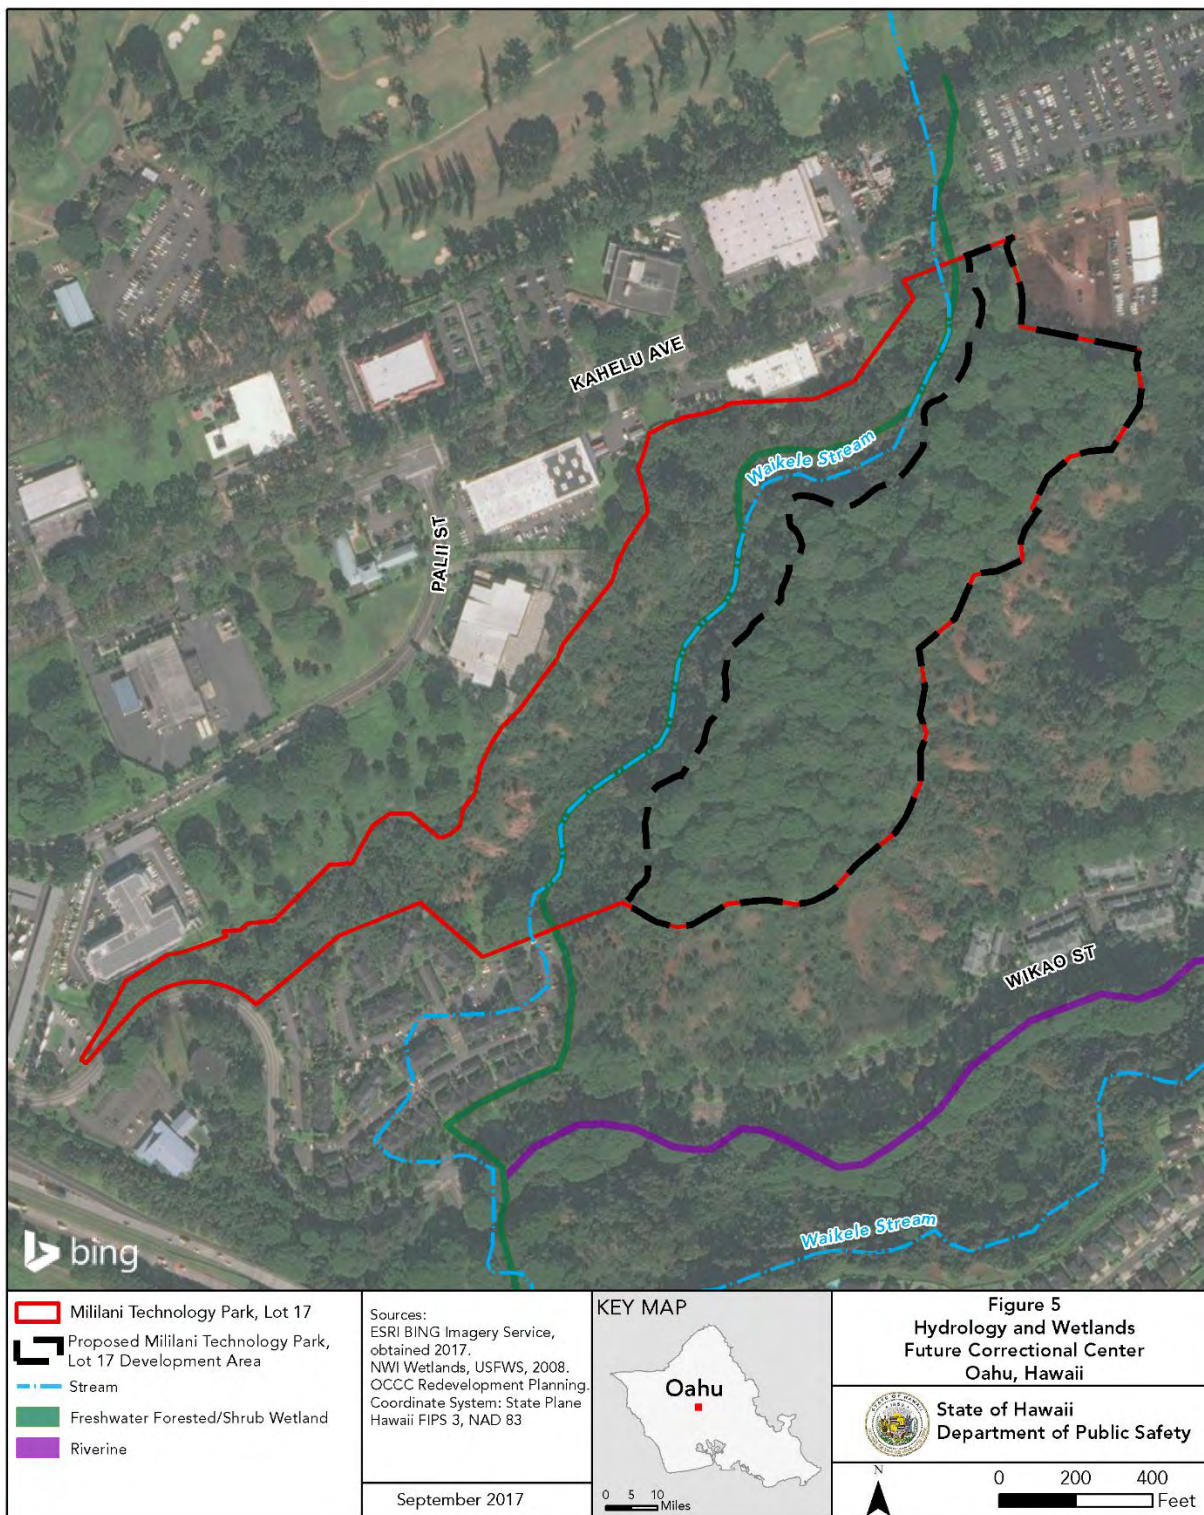 KAHELU AVE
Waikele Stream
PALII ST
WIKAO ST
Waikele Stream
bing
Mililani Technology Park, Lot 17
Proposed Mililani Technology Park,
Lot 17 Development Area
Stream
Freshwater Forested/Shrub Wetland
Riverine
Sources:
ESRI BING Imagery Service,
obtained 2017.
NWI Wetlands, USFWS, 2008.
OCCC Redevelopment Planning.
Coordinate System: State Plane
Hawaii FIPS 3, NAD 83
September 2017
KEY MAP
Oahu
0 5 10
Miles
Figure 5
Hydrology and Wetlands
Future Correctional Center
Oahu, Hawaii
State of Hawaii
Department of Public Safety
N
0 200 400
Feet